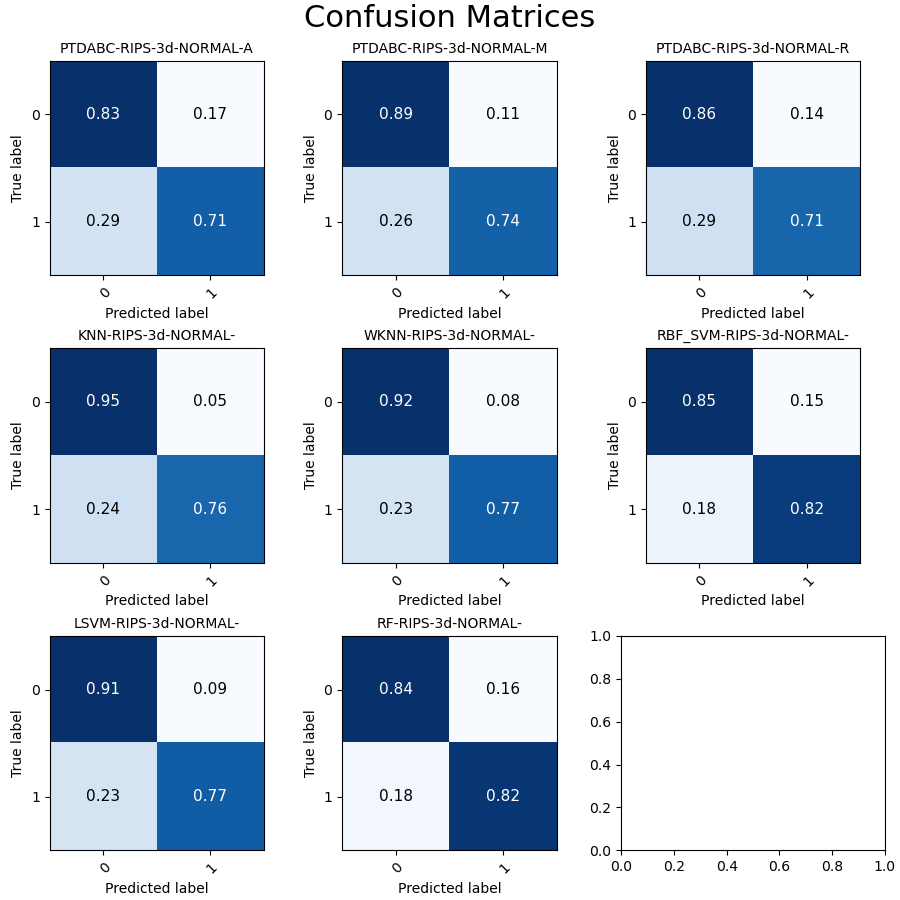 Confusion Matrices
PTDABC-RIPS-3d-NORMAL-A
0
1
True label
0.83
0.17
0.29
0.71
0
1
Predicted label
PTDABC-RIPS-3d-NORMAL-M
0
1
True label
0.89
0.11
0.26
0.74
0
1
Predicted label
PTDABC-RIPS-3d-NORMAL-R
0
1
True label
0.86
0.14
0.29
0.71
0
1
Predicted label
KNN-RIPS-3d-NORMAL-
0
1
True label
0.95
0.05
0.24
0.76
0
1
Predicted label
WKNN-RIPS-3d-NORMAL-
0
1
True label
0.92
0.08
0.23
0.77
0
1
Predicted label
RBF_SVM-RIPS-3d-NORMAL-
0
1
True label
0.85
0.15
0.18
0.82
0
1
Predicted label
LSVM-RIPS-3d-NORMAL-
0
1
True label
0.91
0.09
0.23
0.77
0
1
Predicted label
RF-RIPS-3d-NORMAL-
0
1
True label
0.84
0.16
0.18
0.82
0
1
Predicted label
1.0
0.8
0.6
0.4
0.2
0.0
0.0 0.2 0.4 0.6 0.8 1.0